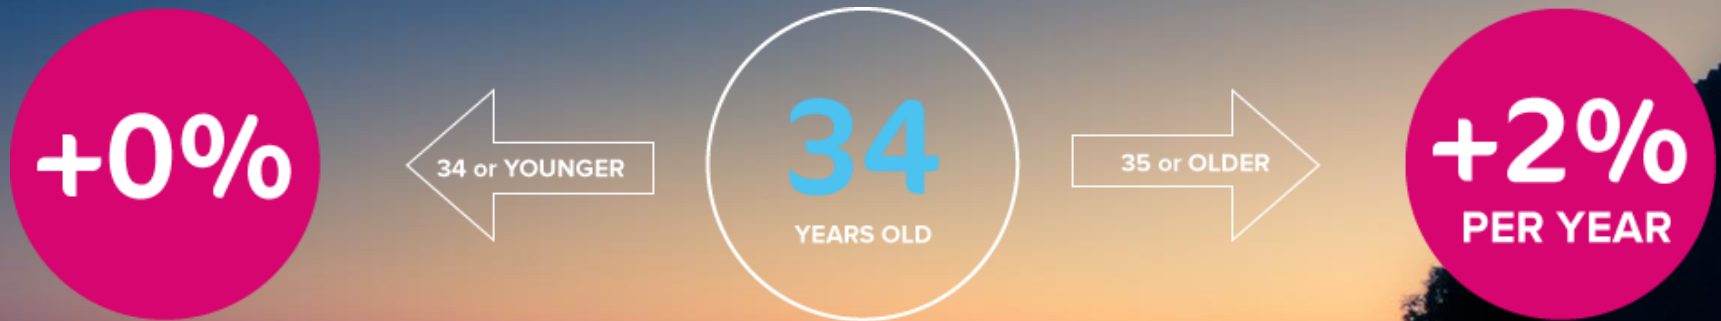 +0%
34 or YOUNGER
34
YEARS OLD
35 or OLDER
+2%
PER YEAR